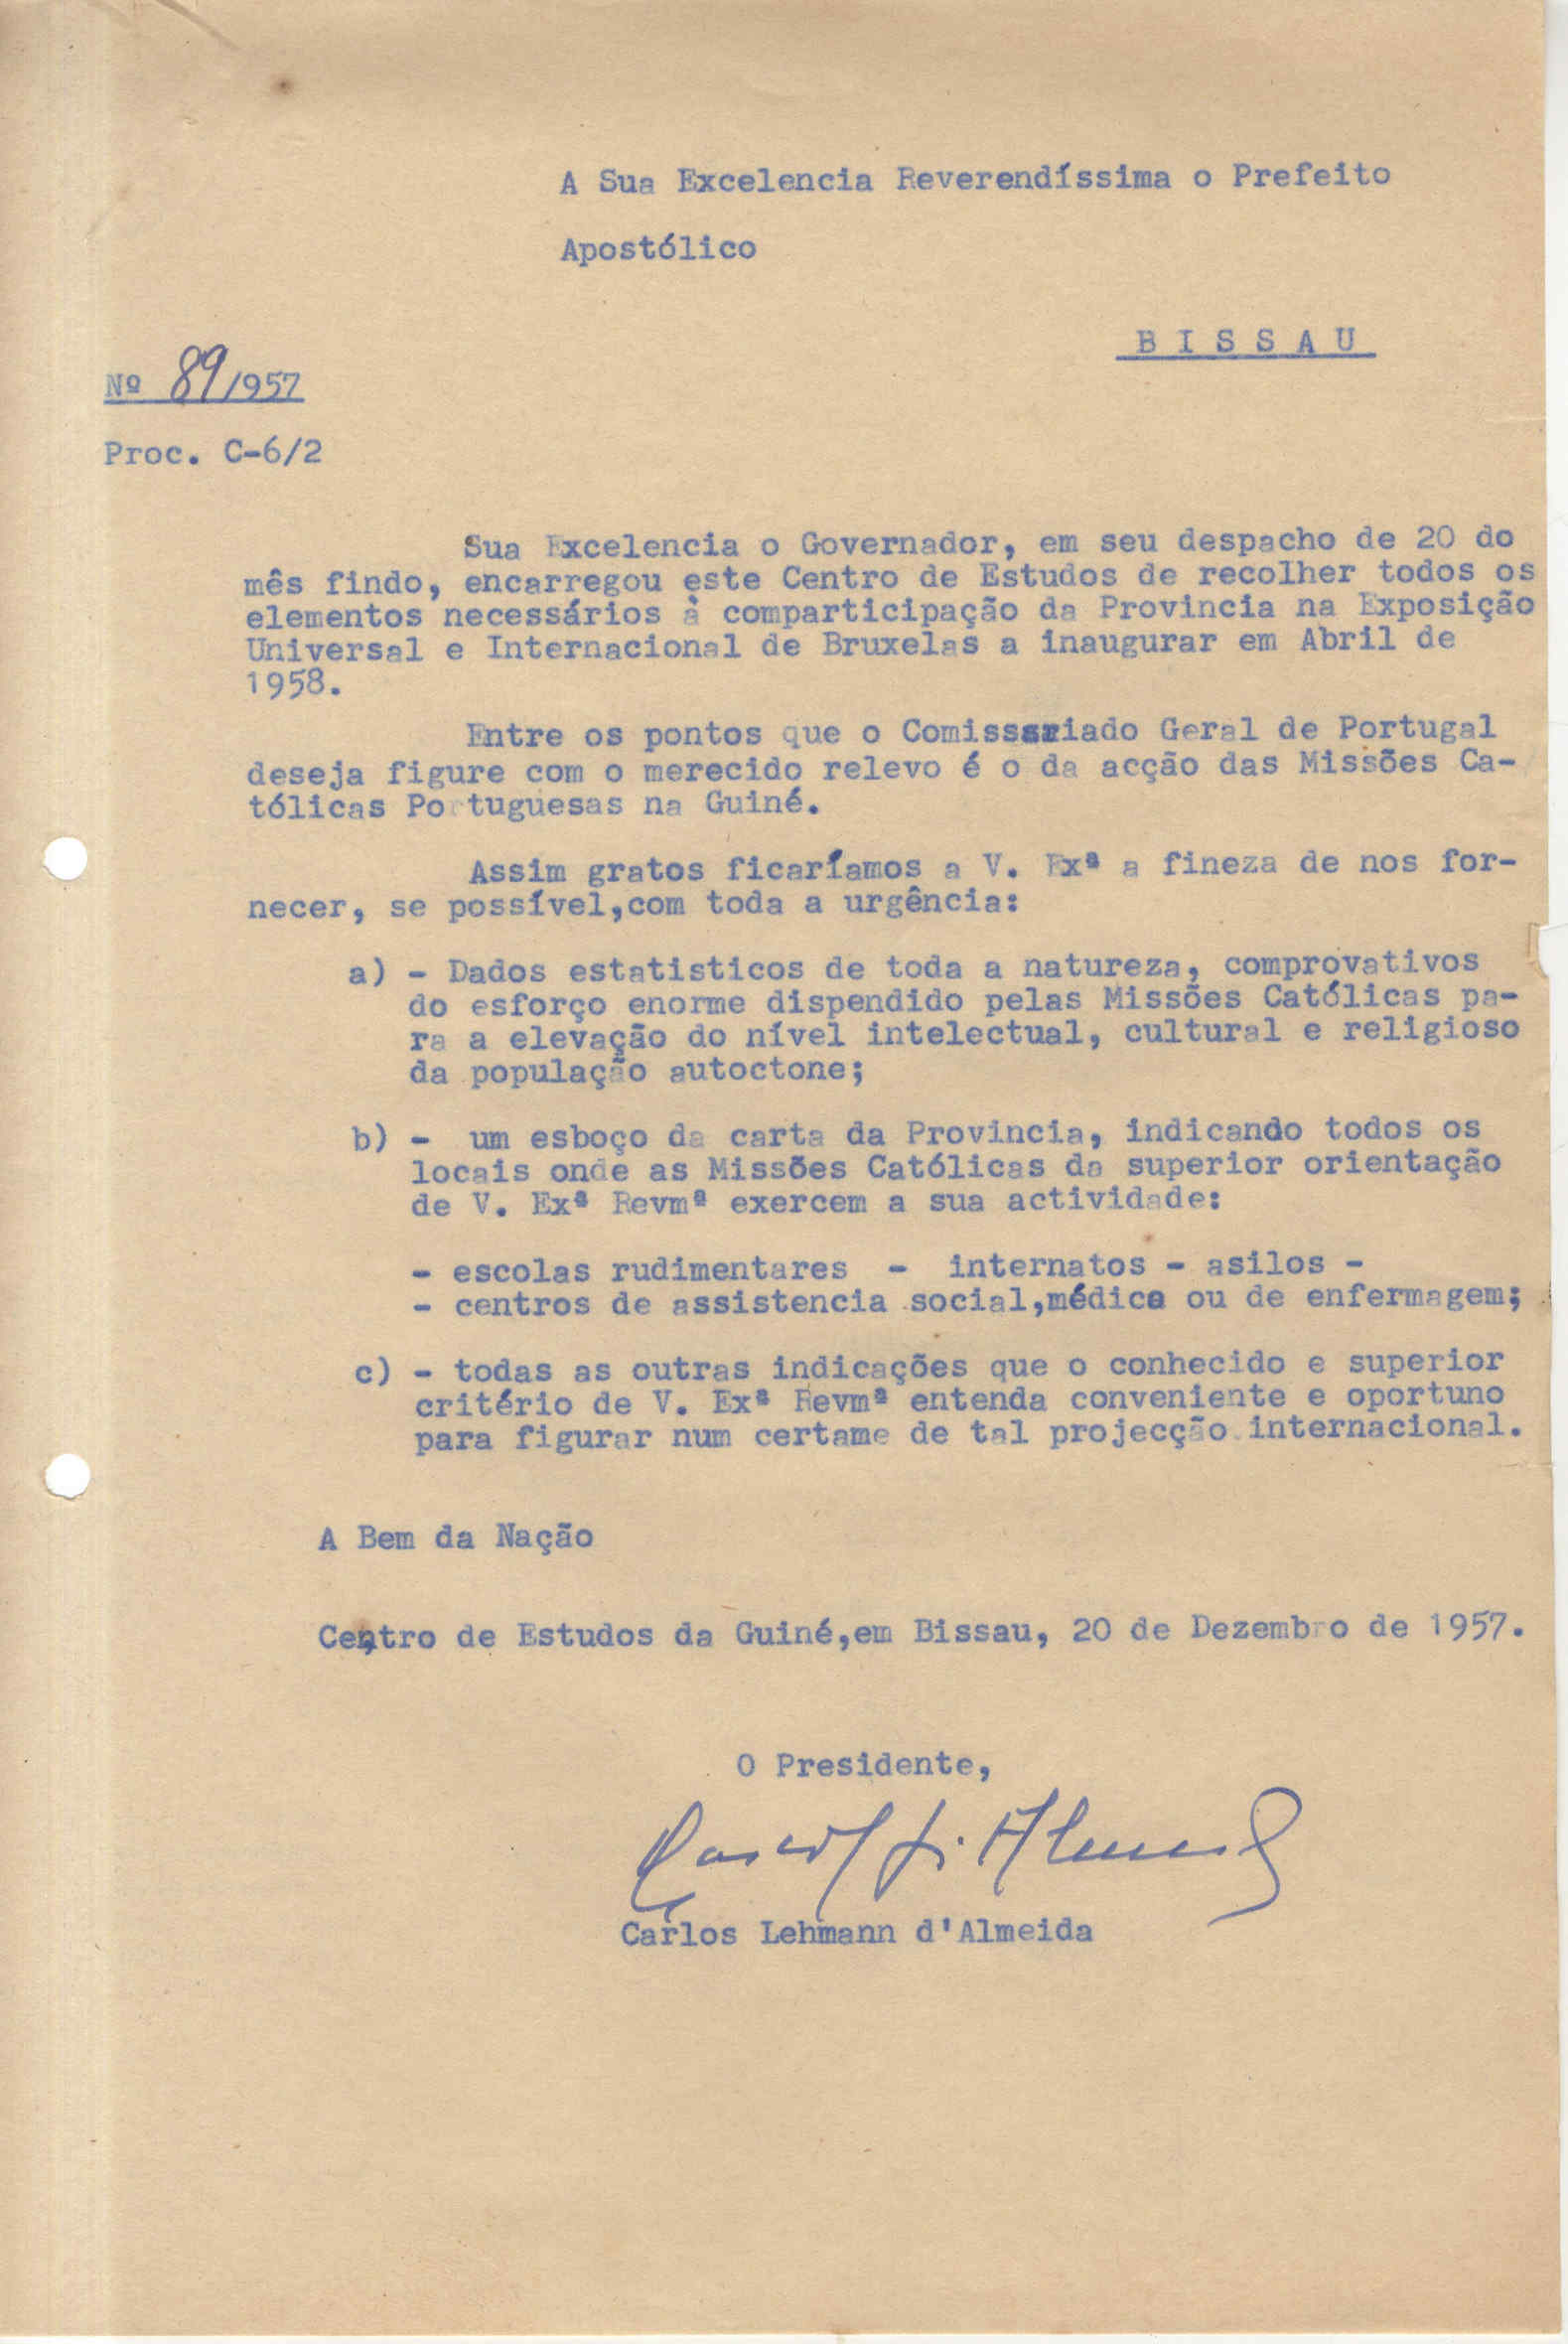 A Sua Excelencia Reverendíssima o Prefeito
Apostólico
B I S S A U
Nº 89/957
Proc. C-6/2
Sua Excelencia o Governador, em seu despacho de 20 do
mês findo, encarregou este Centro de Estudos de recolher todos os
elementos necessários à comparticipação da Provincia na Exposição
Universal e Internacional de Bruxelas a inaugurar em Abril de
1958.
Entre os pontos que o Comissariado Geral de Portugal
deseja figure com o merecido relevo é o da acção das Missões Ca-
tólicas Portuguesas na Guiné.
Assim gratos ficaríamos a V. Exª a fineza de nos for-
necer, se possível,com toda a urgência:
a) - Dados estatisticos de toda a natureza, comprovativos
do esforço enorme dispendido pelas Missões Católicas pa-
ra a elevação do nível intelectual, cultural e religioso
da população autoctone;
b) - um esboço da carta da Provincia, indicando todos os
locais onde as Missões Católicas da superior orientação
de V. Exª Revmª exercem a sua actividade:
- escolas rudimentares - internatos - asilos -
- centros de assistencia social,médica ou de enfermagem;
c) - todas as outras indicações que o conhecido e superior
critério de V. Exª Revmª entenda conveniente e oportuno
para figurar num certame de tal projecção internacional.
A Bem da Nação
Centro de Estudos da Guiné,em Bissau, 20 de Dezembro de 1957.
O Presidente,
Carlos Lehmann d'Almeida